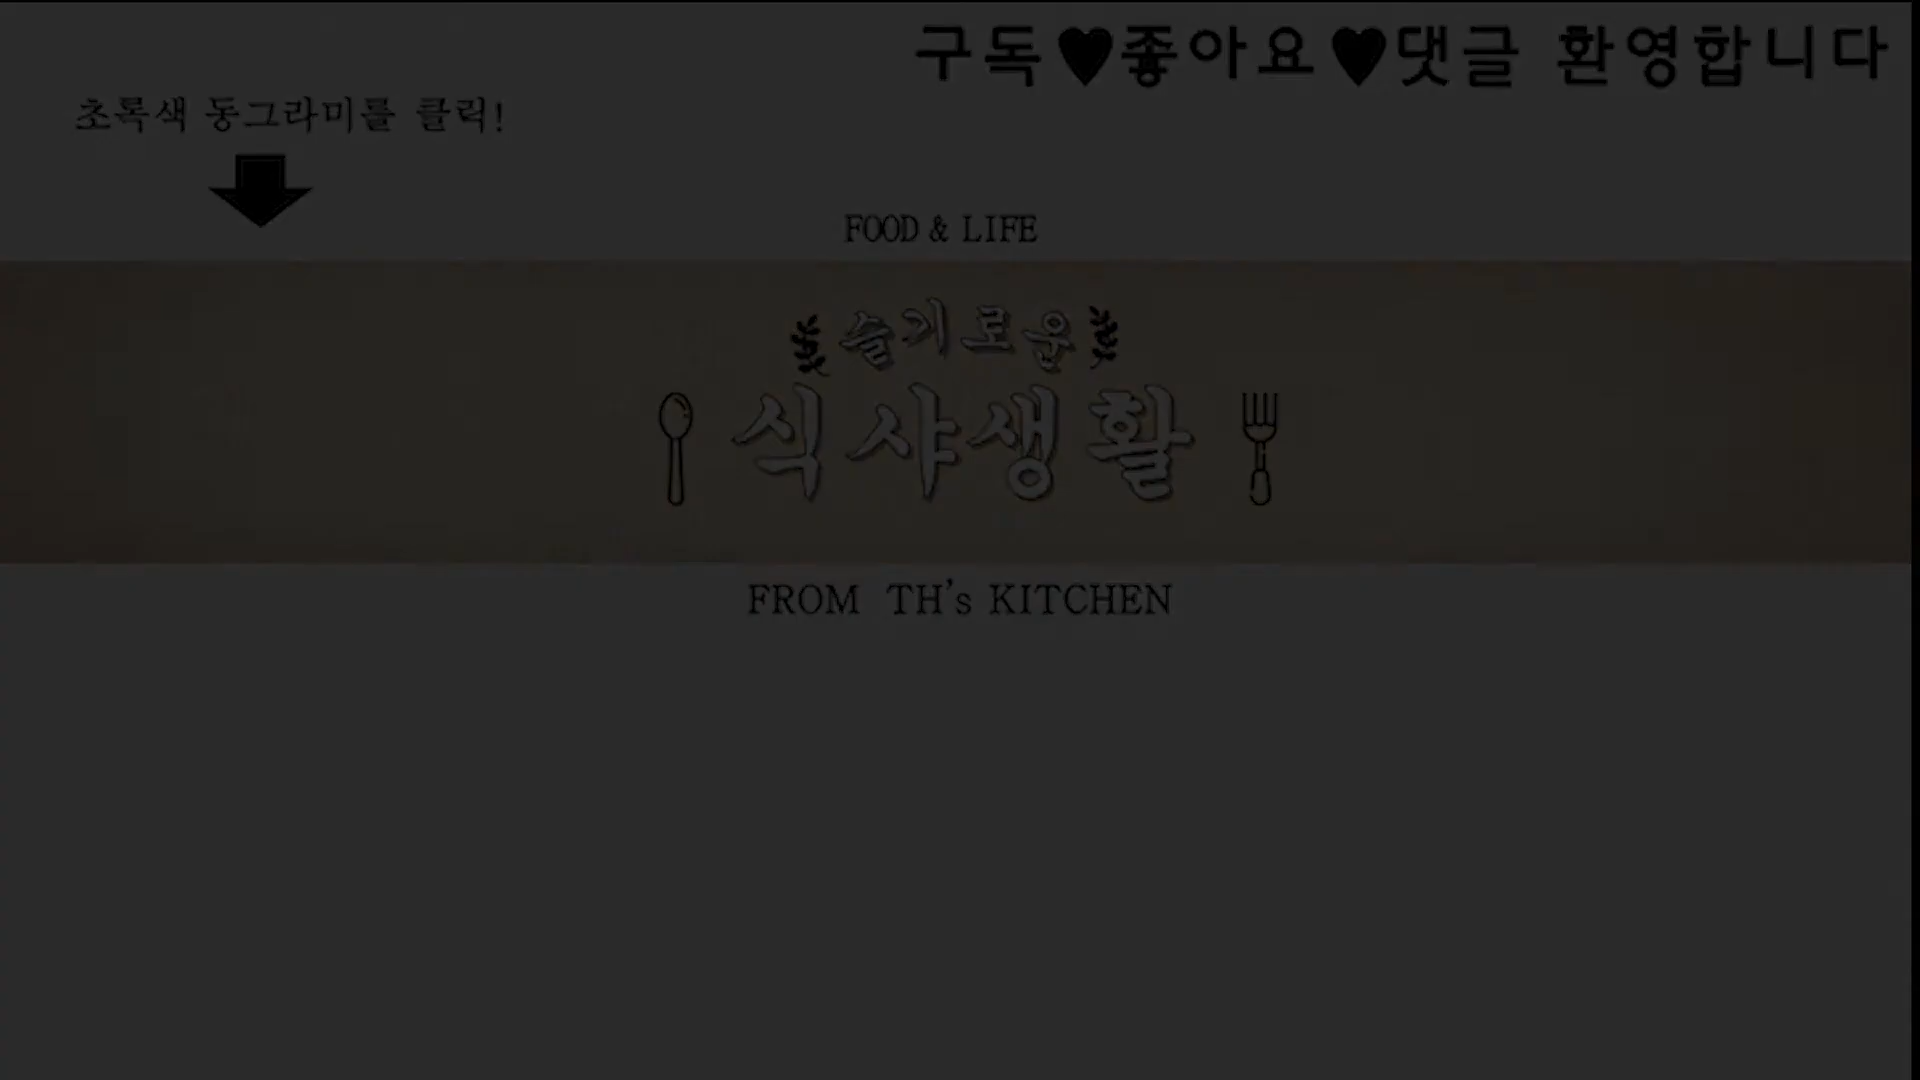 구독♥좋아요♥댓글 환영합니다
초록색 동그라미를 클릭!
FOOD & LIFE
슬기로운
식샤생활
FROM TH's KITCHEN